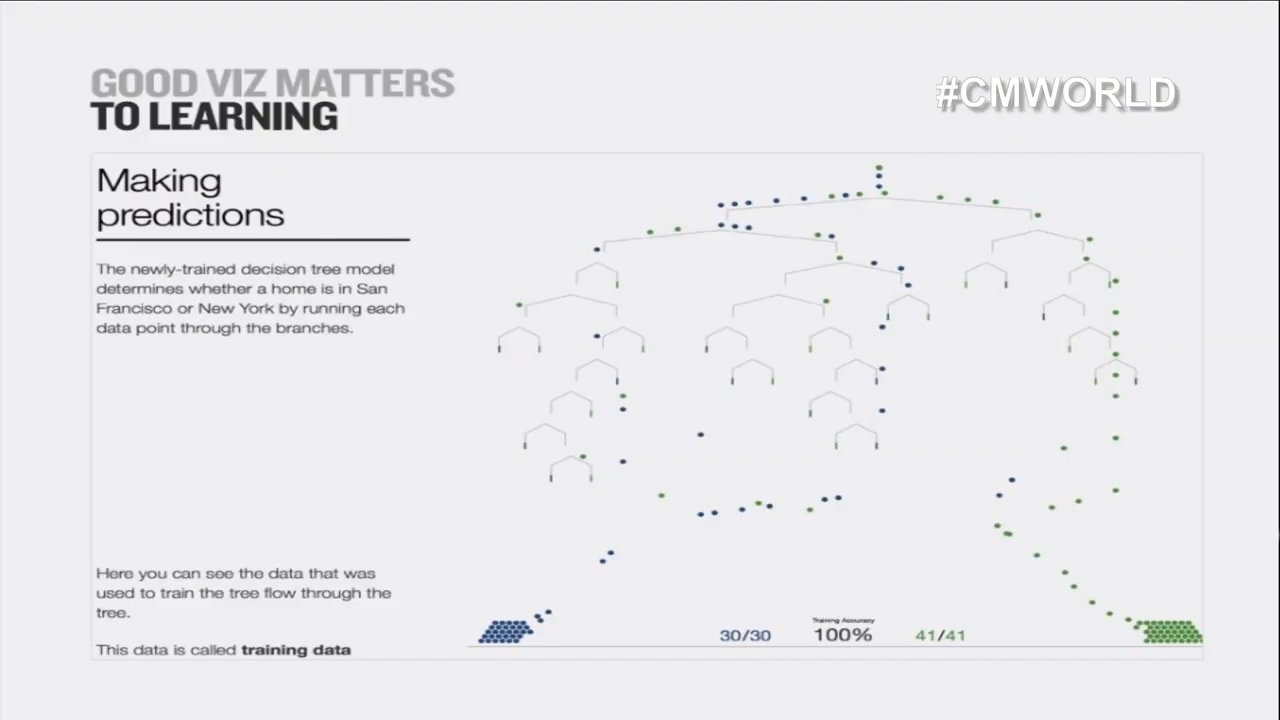 GOOD VIZ MATTERS
TO LEARNING
#CMWORLD
Making
predictions
The newly-trained decision tree model
determines whether a home is in San
Francisco or New York by running each
data point through the branches.
Here you can see the data that was
used to train the tree flow through the
tree.
This data is called training data
Training Accuracy
30/30
100%
41/41